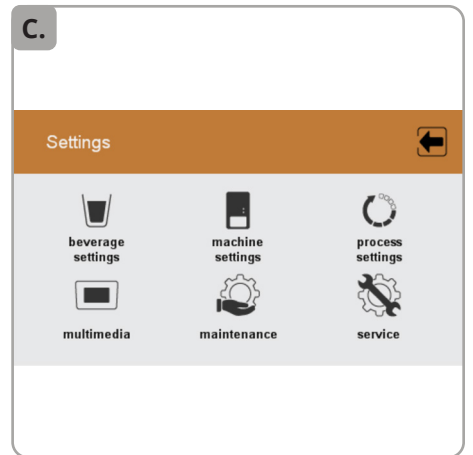 C.
Settings
beverage
settings
machine
settings
process
settings
multimedia
maintenance
service